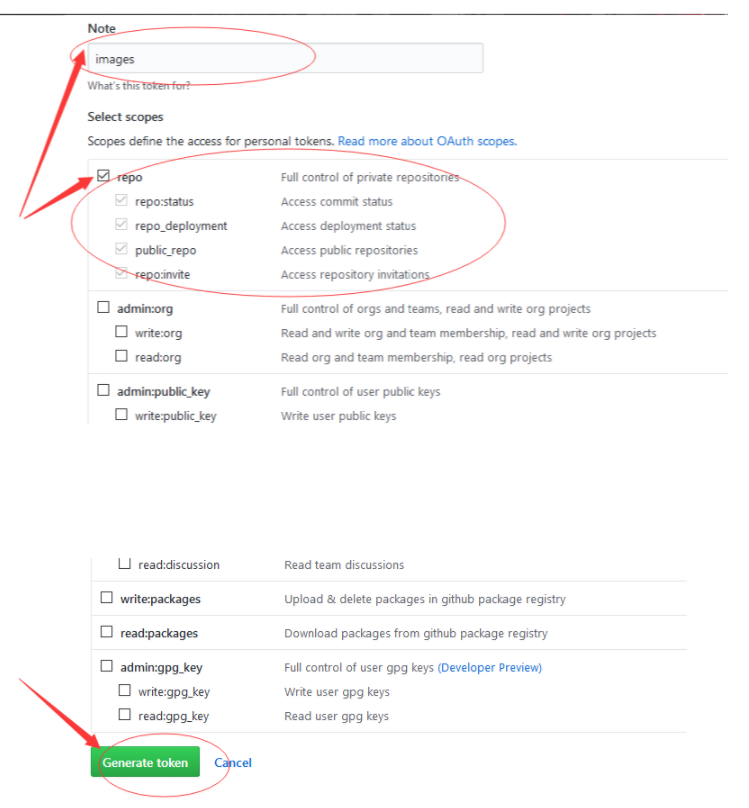 Note
images
What's this token for?
Select scopes
Scopes define the access for personal tokens. Read more about OAuth scopes.
repo Full control of private repositories
repo:status Access commit status
repo_deployment Access deployment status
public_repo Access public repositories
repo:invite Access repository invitations
admin:org Full control of orgs and teams, read and write org projects
write:org Read and write org and team membership, read and write org projects
read:org Read org and team membership, read org projects
admin:public_key Full control of user public keys
write:public_key Write user public keys
read:discussion Read team discussions
write:packages Upload & delete packages in github package registry
read:packages Download packages from github package registry
admin:gpg_key Full control of user gpg keys (Developer Preview)
write:gpg_key Write user gpg keys
read:gpg_key Read user gpg keys
Generate token Cancel